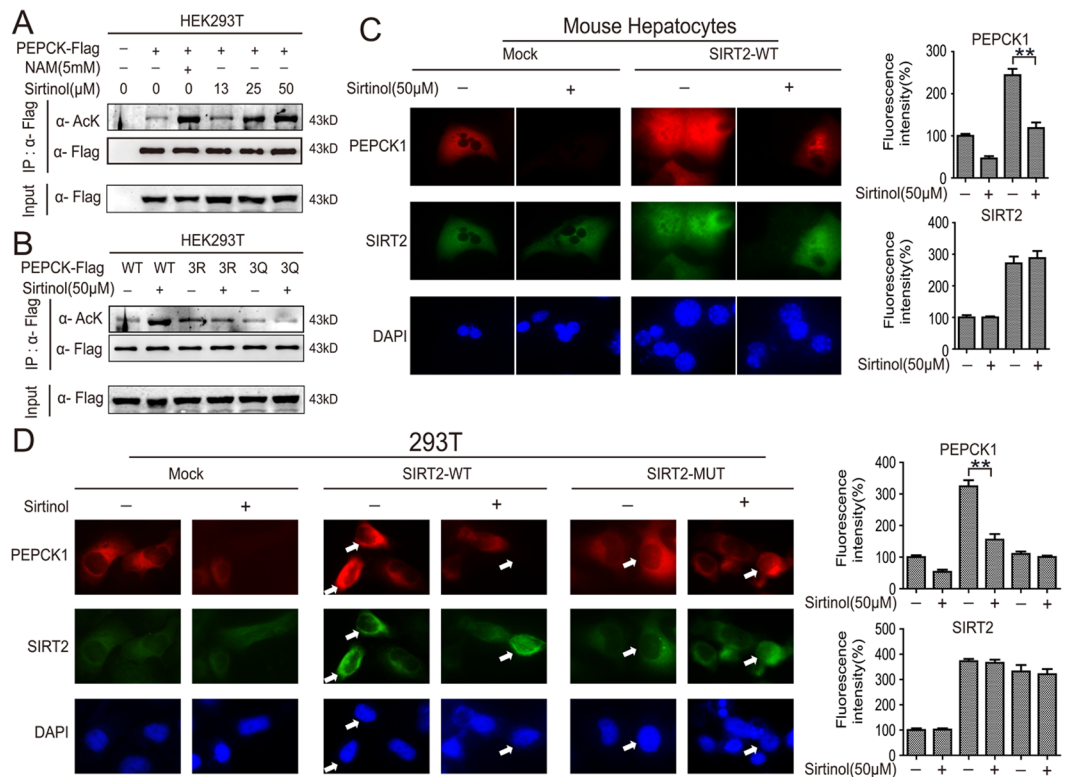 A
HEK293T
PEPCK-Flag – + + + + +
NAM(5mM) +
Sirtinol(μM) 0 0 0 13 25 50
IP : α- Flag
α- AcK 43kD
α- Flag 43kD
Input
α- Flag 43kD
B
HEK293T
PEPCK-Flag WT WT 3R 3R 3Q 3Q
Sirtinol(50μM) – + – + – +
IP : α- Flag
α- AcK 43kD
α- Flag 43kD
Input
α- Flag 43kD
C
Mouse Hepatocytes
Mock SIRT2-WT
Sirtinol(50μM) – + – +
PEPCK1
SIRT2
DAPI
PEPCK1
Fluorescence
intensity(%)
300
200
100
0
**
Sirtinol(50μM) – + – +
SIRT2
Fluorescence
intensity(%)
400
300
200
100
0
Sirtinol(50μM) – + – +
D
293T
Mock SIRT2-WT SIRT2-MUT
Sirtinol – + – + – +
PEPCK1
SIRT2
DAPI
PEPCK1
Fluorescence
intensity(%)
400
300
200
100
0
**
Sirtinol(50μM) – + – + – +
SIRT2
Fluorescence
intensity(%)
500
400
300
200
100
0
Sirtinol(50μM) – + – + – +